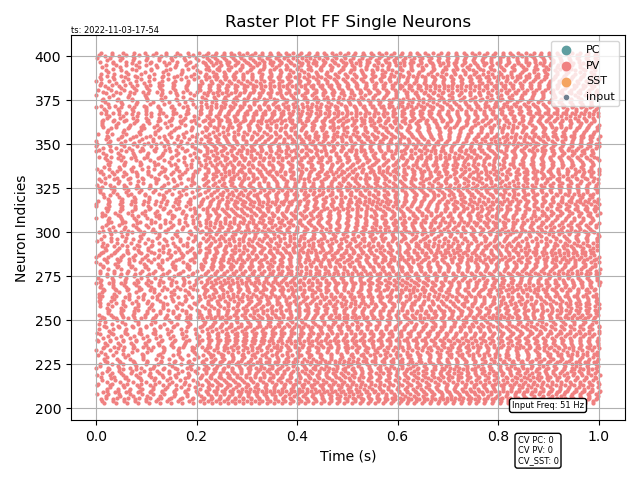 Raster Plot FF Single Neurons
ts: 2022-11-03-17-54
PC
PV
SST
input
400
375
350
325
300
275
250
225
200
Neuron Indicies
Input Freq: 51 Hz
0.0 0.2 0.4 0.6 0.8 1.0
Time (s)
CV PC: 0
CV PV: 0
CV_SST: 0